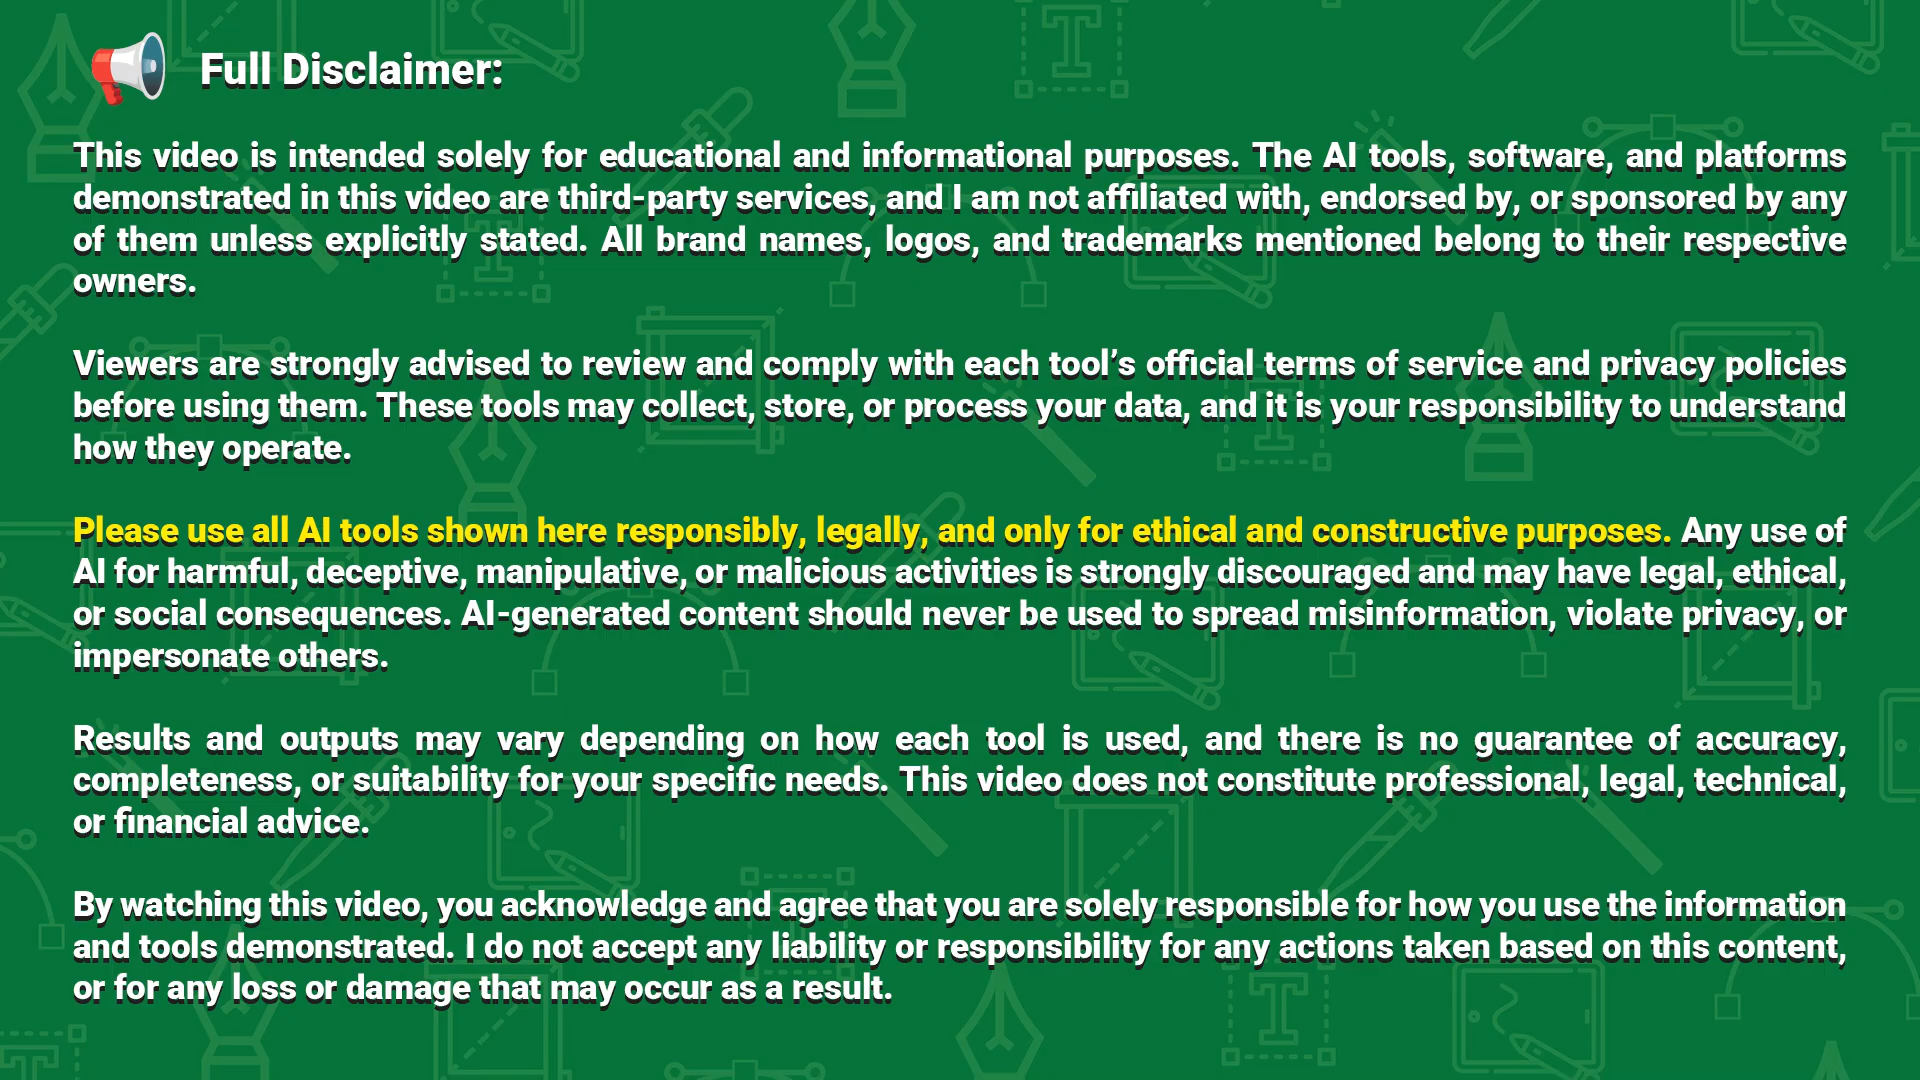 Full Disclaimer:
This video is intended solely for educational and informational purposes. The AI tools, software, and platforms
demonstrated in this video are third-party services, and I am not affiliated with, endorsed by, or sponsored by any
of them unless explicitly stated. All brand names, logos, and trademarks mentioned belong to their respective
owners.
Viewers are strongly advised to review and comply with each tool’s official terms of service and privacy policies
before using them. These tools may collect, store, or process your data, and it is your responsibility to understand
how they operate.
Please use all AI tools shown here responsibly, legally, and only for ethical and constructive purposes. Any use of
AI for harmful, deceptive, manipulative, or malicious activities is strongly discouraged and may have legal, ethical,
or social consequences. AI-generated content should never be used to spread misinformation, violate privacy, or
impersonate others.
Results and outputs may vary depending on how each tool is used, and there is no guarantee of accuracy,
completeness, or suitability for your specific needs. This video does not constitute professional, legal, technical,
or financial advice.
By watching this video, you acknowledge and agree that you are solely responsible for how you use the information
and tools demonstrated. I do not accept any liability or responsibility for any actions taken based on this content,
or for any loss or damage that may occur as a result.